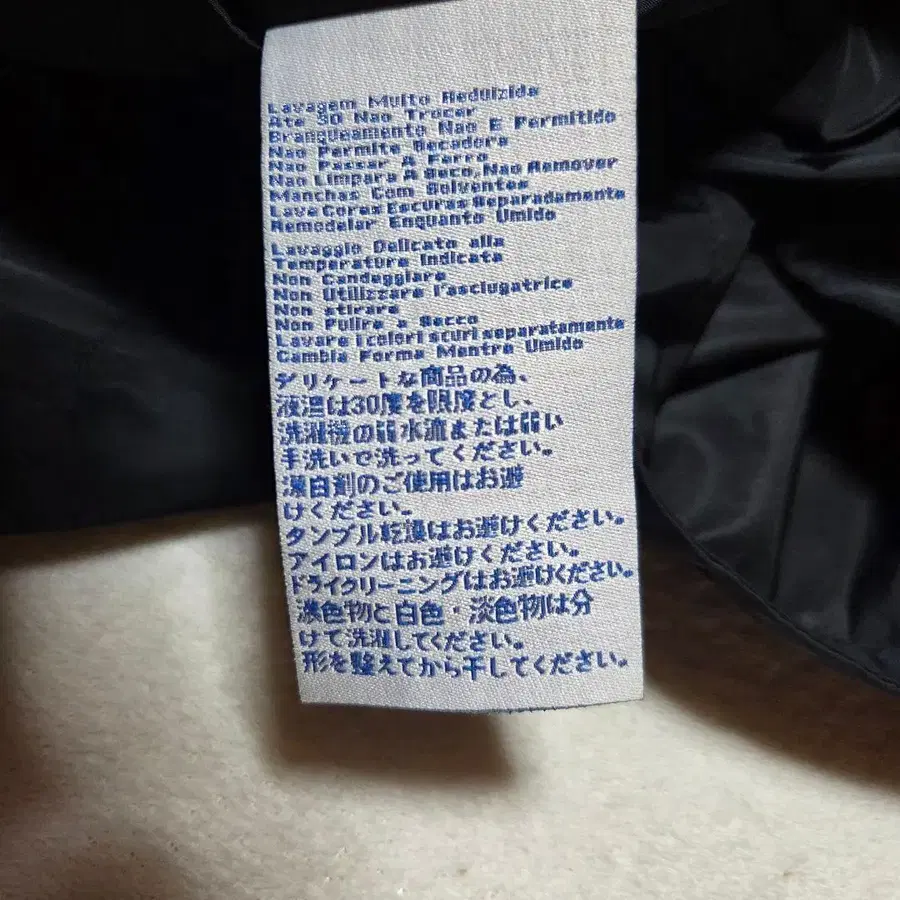 Lavagem Muito Reduizida
Ate 30 Nao Trocer
Branqueamento Nao E Permitido
Nao Permite Secadora
Nao Passar A Ferro
Nao Limpara A Seco, Nao Remover
Manchas Com Solventes
Lave Cores Escuras Separadamente
Remodelar Enquanto Umido
Lavaggio Delicato alla
Temperature Indicata
Non Candeggiare
Non Utilizzare l'asciugatrice
Non stirare
Non Pulire a Secco
Lavare i colori scuri separatamente
Cambia Forma Mentre Umido
デリケートな商品の為、
液温は30度を限度とし、
洗濯機の弱水流または弱い
手洗いで洗ってください。
漂白剤のご使用はお避
けください。
タンブル乾燥はお避けください。
アイロンはお避けください。
ドライクリーニングはお避けください。
濃色物と白色・淡色物は分
けて洗濯してください。
形を整えてから干してください。